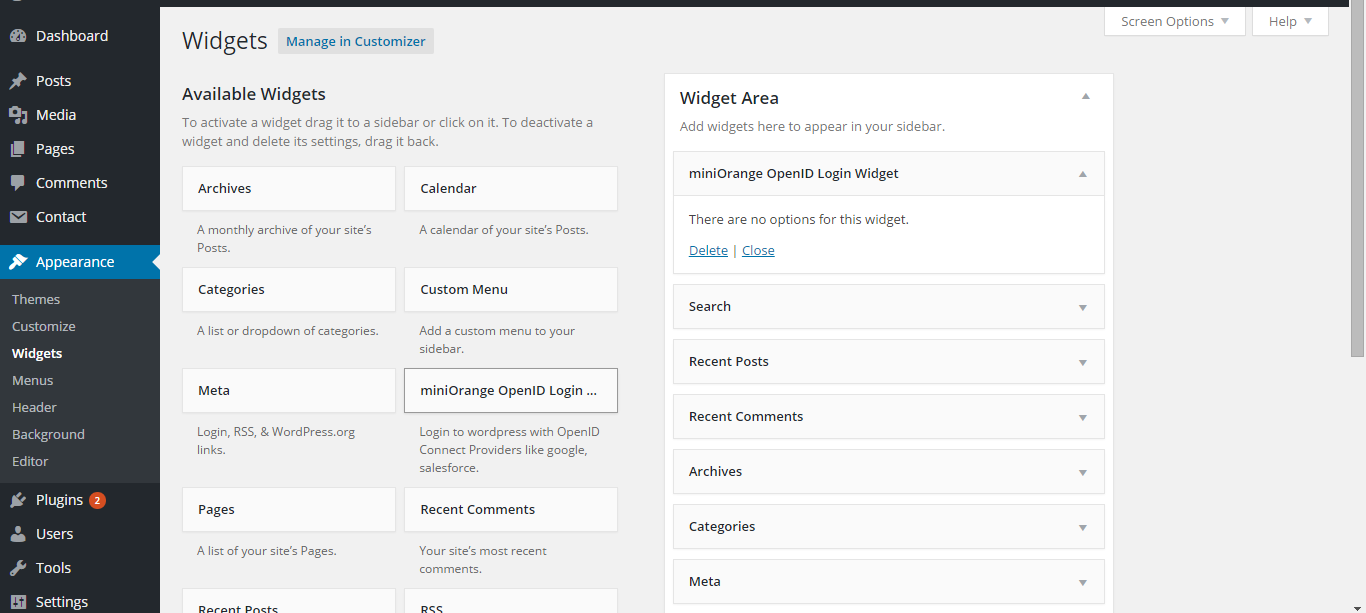 Dashboard
Posts
Media
Pages
Comments
Contact
Appearance
Themes
Customize
Widgets
Menus
Header
Background
Editor
Plugins 2
Users
Tools
Settings
Screen Options
Help
Widgets
Manage in Customizer
Available Widgets
To activate a widget drag it to a sidebar or click on it. To deactivate a
widget and delete its settings, drag it back.
Archives
A monthly archive of your site’s
Posts.
Calendar
A calendar of your site’s Posts.
Categories
A list or dropdown of categories.
Custom Menu
Add a custom menu to your
sidebar.
Meta
Login, RSS, & WordPress.org
links.
miniOrange OpenID Login ...
Login to wordpress with OpenID
Connect Providers like google,
salesforce.
Pages
A list of your site’s Pages.
Recent Comments
Your site’s most recent
comments.
Recent Posts
RSS
Widget Area
Add widgets here to appear in your sidebar.
miniOrange OpenID Login Widget
There are no options for this widget.
Delete | Close
Search
Recent Posts
Recent Comments
Archives
Categories
Meta